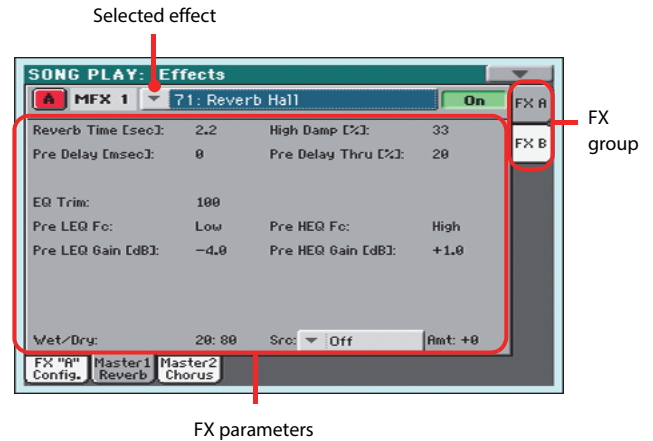 Selected effect
SONG PLAY: Effects
A MFX 1 71: Reverb Hall On
FX A
FX B
FX
group
Reverb Time [sec]: 2.2 High Damp [%]: 33
Pre Delay [msec]: 0 Pre Delay Thru [%]: 20
EQ Trim: 100
Pre LEQ Fc: Low Pre HEQ Fc: High
Pre LEQ Gain [dB]: -4.0 Pre HEQ Gain [dB]: +1.0
Wet/Dry: 20: 80 Src: Off Amt: +0
FX "A" Master1 Master2
Config. Reverb Chorus
FX parameters